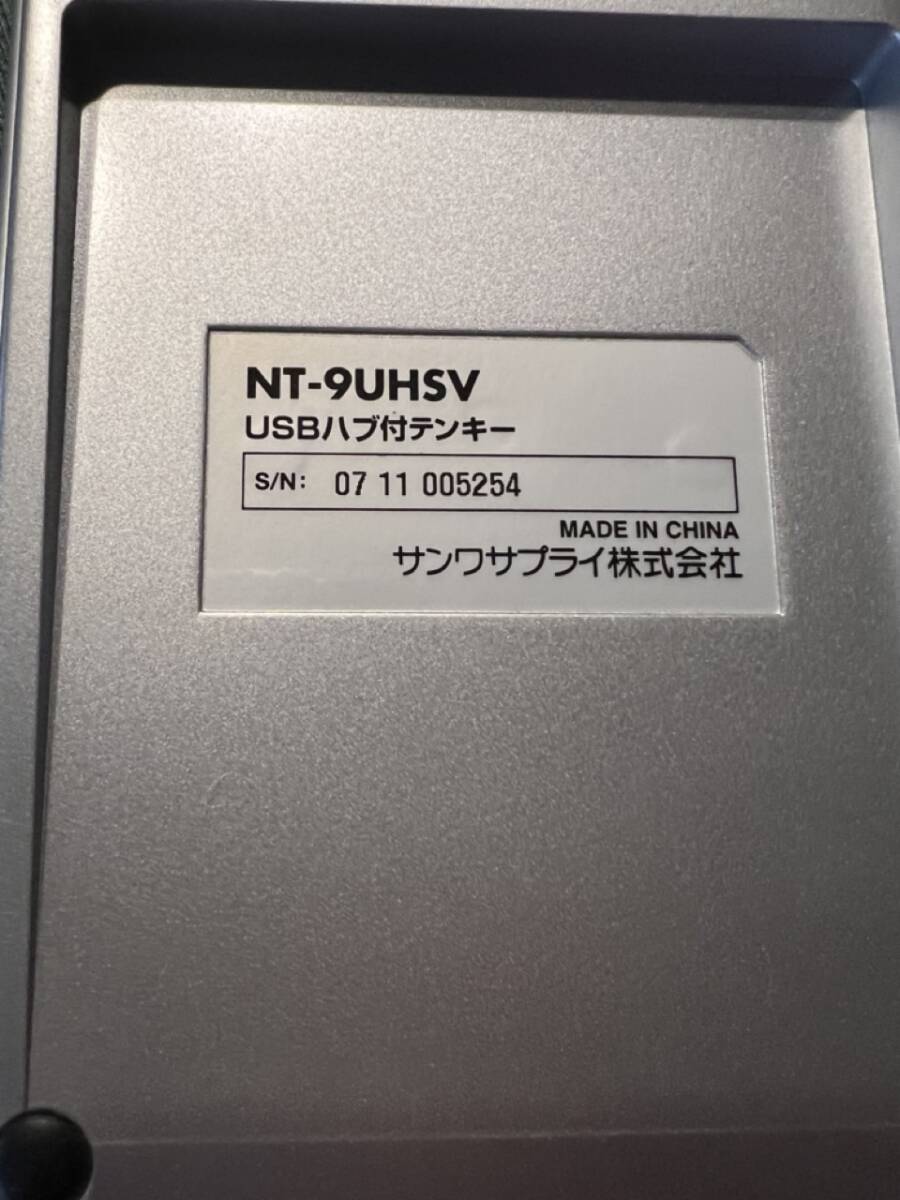 NT-9UHSV
USBハブ付テンキー
S/N: 07 11 005254
MADE IN CHINA
サンワサプライ株式会社